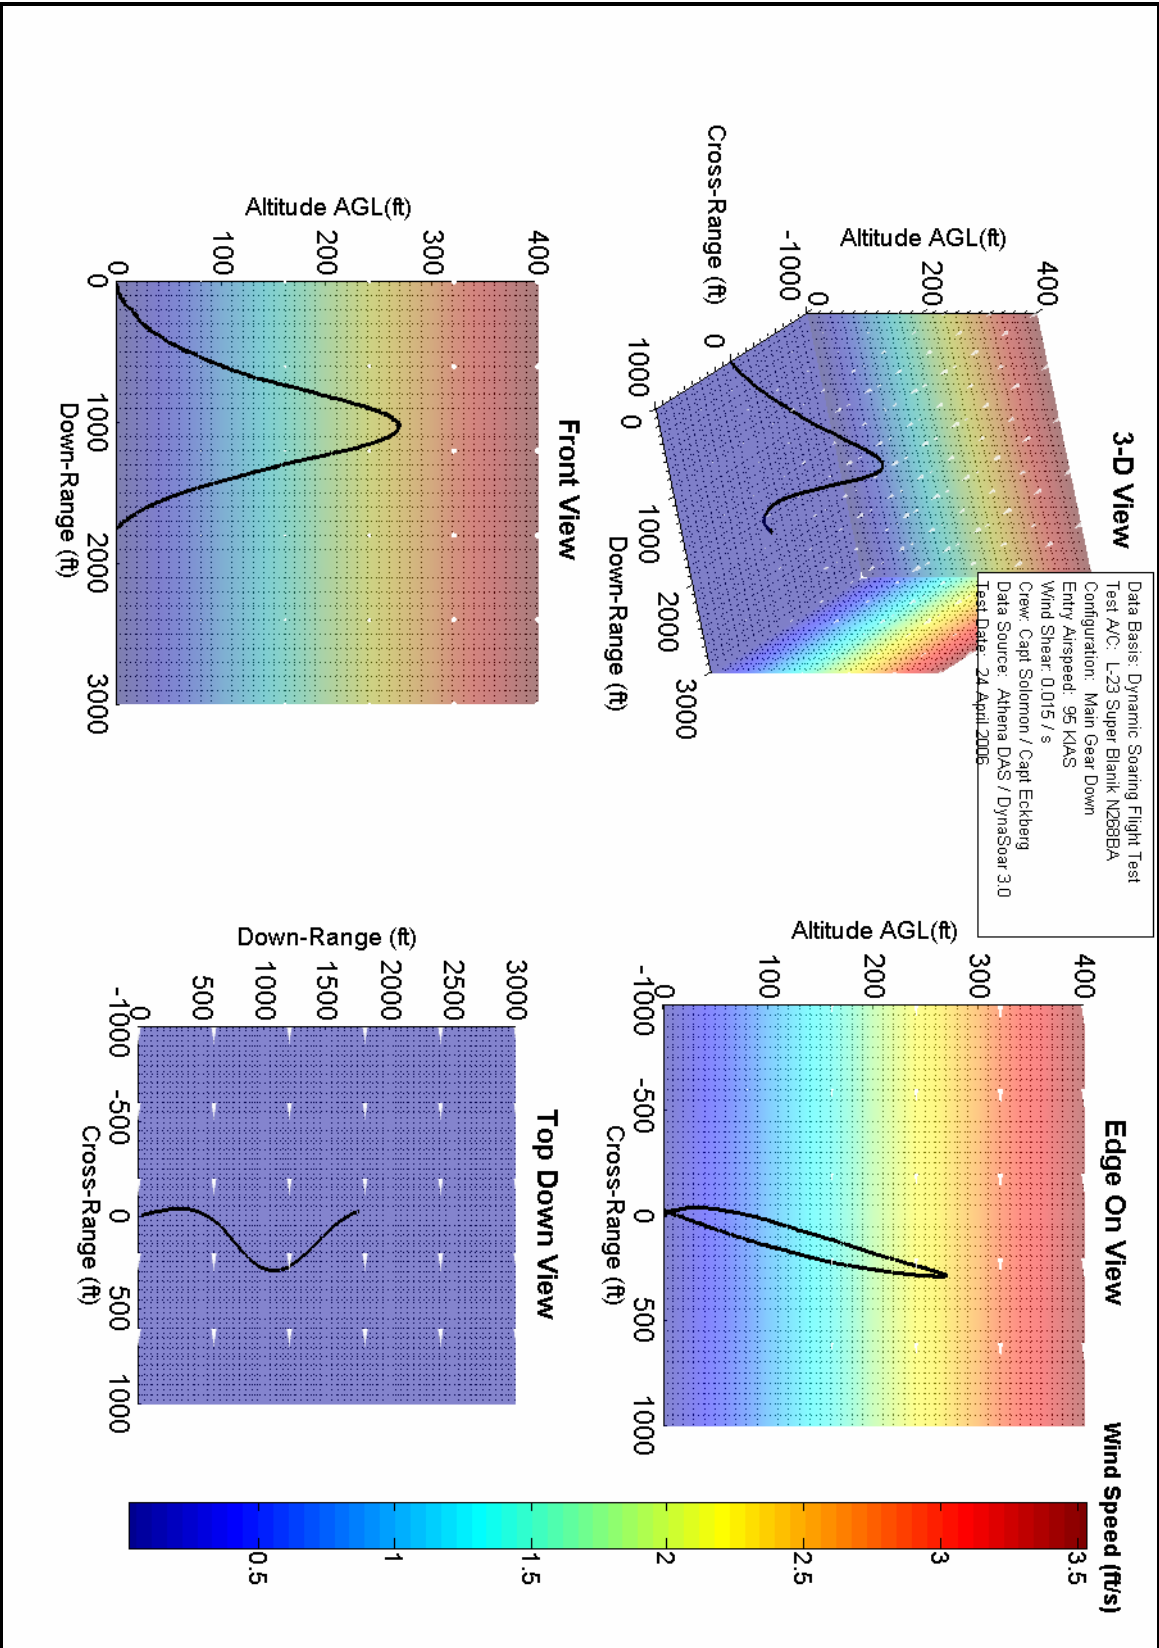 3-D View
Altitude AGL(ft)
400
200
0
-1000
0
1000
Cross-Range (ft)
0
1000
2000
3000
Down-Range (ft)
Data Basis: Dynamic Soaring Flight Test
Test A/C: L-23 Super Blanik N268BA
Configuration: Main Gear Down
Entry Airspeed: 95 KIAS
Wind Shear: 0.015 / s
Crew: Capt Solomon / Capt Eckberg
Data Source: Athena DAS / DynaSoar 3.0
Test Date: 24 April 2006
Edge On View
Altitude AGL(ft)
400
300
200
100
0
-1000
-500
0
500
1000
Cross-Range (ft)
Wind Speed (ft/s)
3.5
3
2.5
2
1.5
1
0.5
Front View
Altitude AGL(ft)
400
300
200
100
0
0
1000
2000
3000
Down-Range (ft)
Top Down View
Down-Range (ft)
3000
2500
2000
1500
1000
500
0
-1000
-500
0
500
1000
Cross-Range (ft)